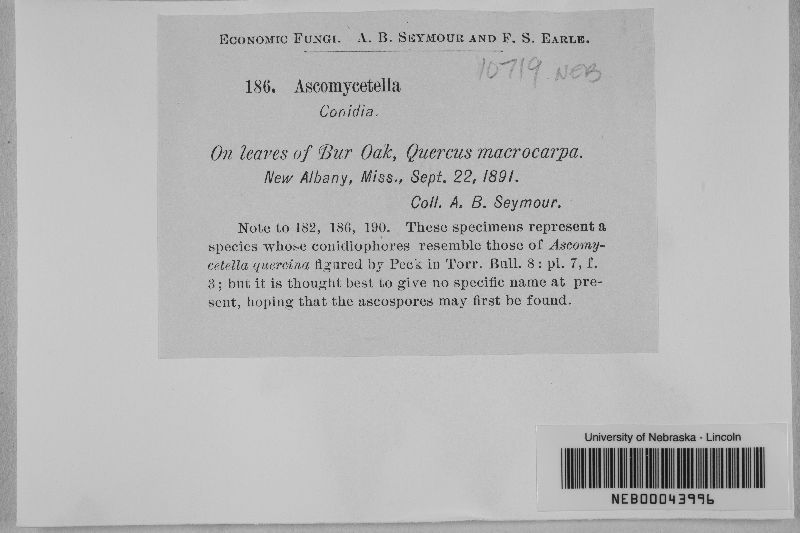 Economic Fungi. A. B. Seymour and F. S. Earle.
10719 NEB
186. Ascomycetella
Conidia.
On leaves of Bur Oak, Quercus macrocarpa.
New Albany, Miss., Sept. 22, 1891.
Coll. A. B. Seymour.
Note to 182, 186, 190. These specimens represent a
species whose conidiophores resemble those of Ascomy-
cetella quercina figured by Peck in Torr. Bull. 8: pl. 7, f.
3; but it is thought best to give no specific name at pre-
sent, hoping that the ascospores may first be found.
University of Nebraska - Lincoln
NEB00043996